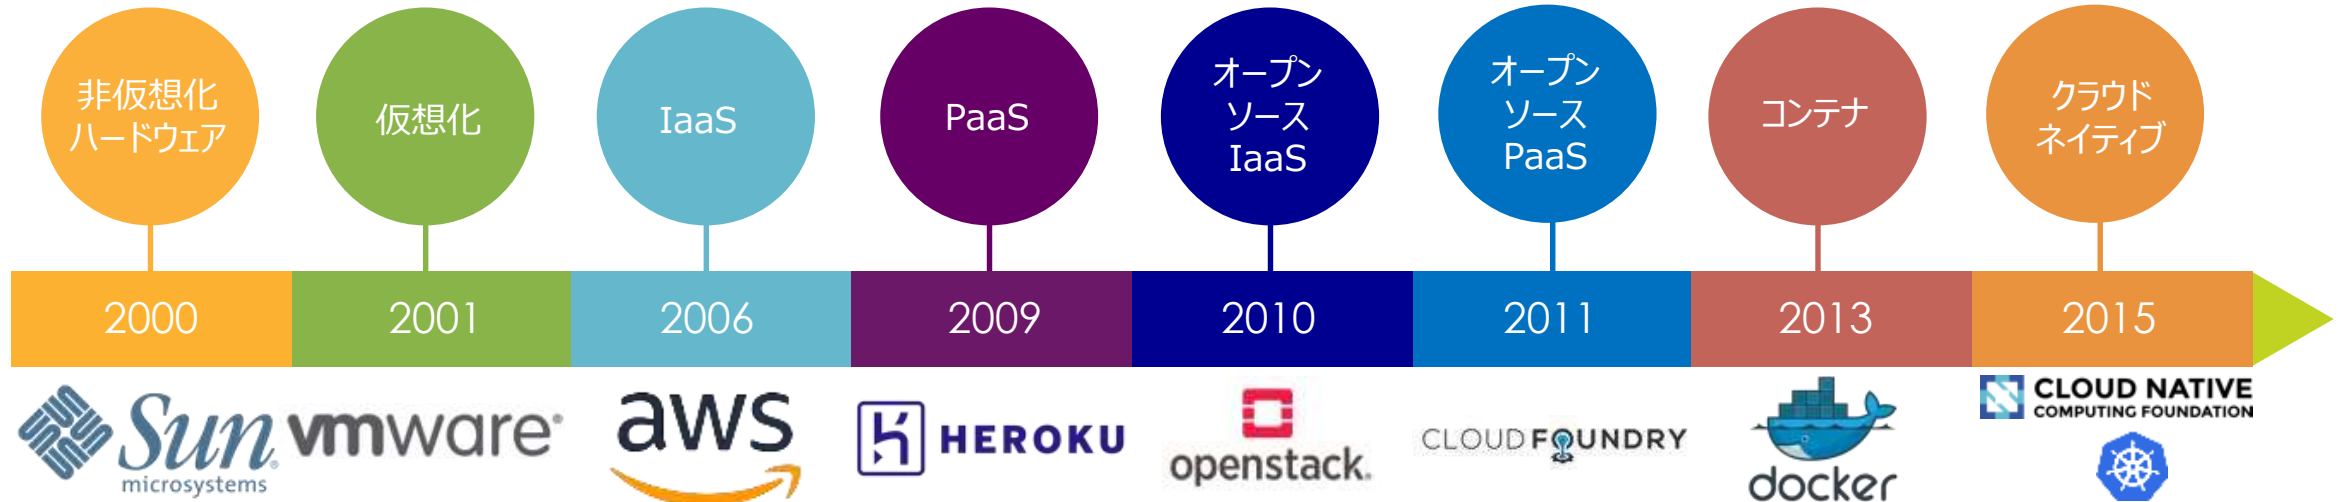 非仮想化
ハードウェア
仮想化
IaaS
PaaS
オープン
ソース
IaaS
オープン
ソース
PaaS
コンテナ
クラウド
ネイティブ
2000
2001
2006
2009
2010
2011
2013
2015
Sun
microsystems
vmware
aws
HEROKU
openstack.
CLOUD FOUNDRY
docker
CLOUD NATIVE
COMPUTING FOUNDATION